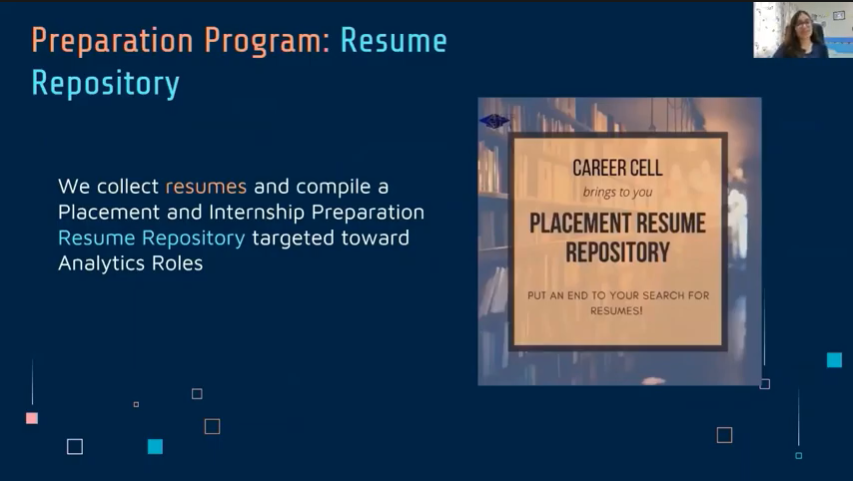 Preparation Program: Resume
Repository
We collect resumes and compile a
Placement and Internship Preparation
Resume Repository targeted toward
Analytics Roles
CAREER CELL
brings to you
PLACEMENT RESUME
REPOSITORY
PUT AN END TO YOUR SEARCH FOR
RESUMES!